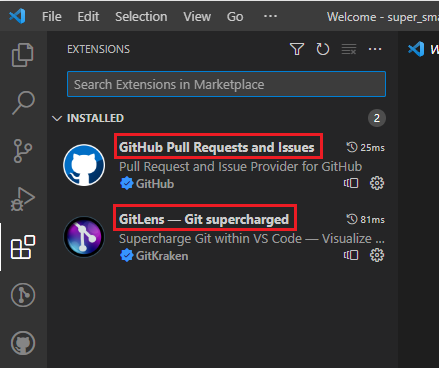 File Edit Selection View Go ... Welcome - super_sma
EXTENSIONS
Search Extensions in Marketplace
INSTALLED 2
GitHub Pull Requests and Issues 25ms
Pull Request and Issue Provider for GitHub
GitHub
GitLens — Git supercharged 81ms
Supercharge Git within VS Code — Visualize ...
GitKraken